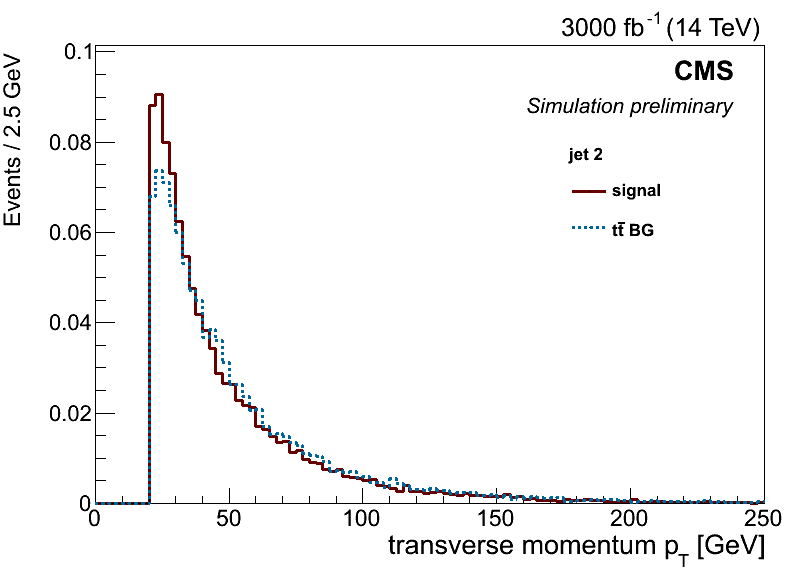 3000 fb⁻¹ (14 TeV)
CMS
Simulation preliminary
jet 2
signal
tt̄ BG
Events / 2.5 GeV
0.1
0.08
0.06
0.04
0.02
0
0 50 100 150 200 250
transverse momentum p_T [GeV]